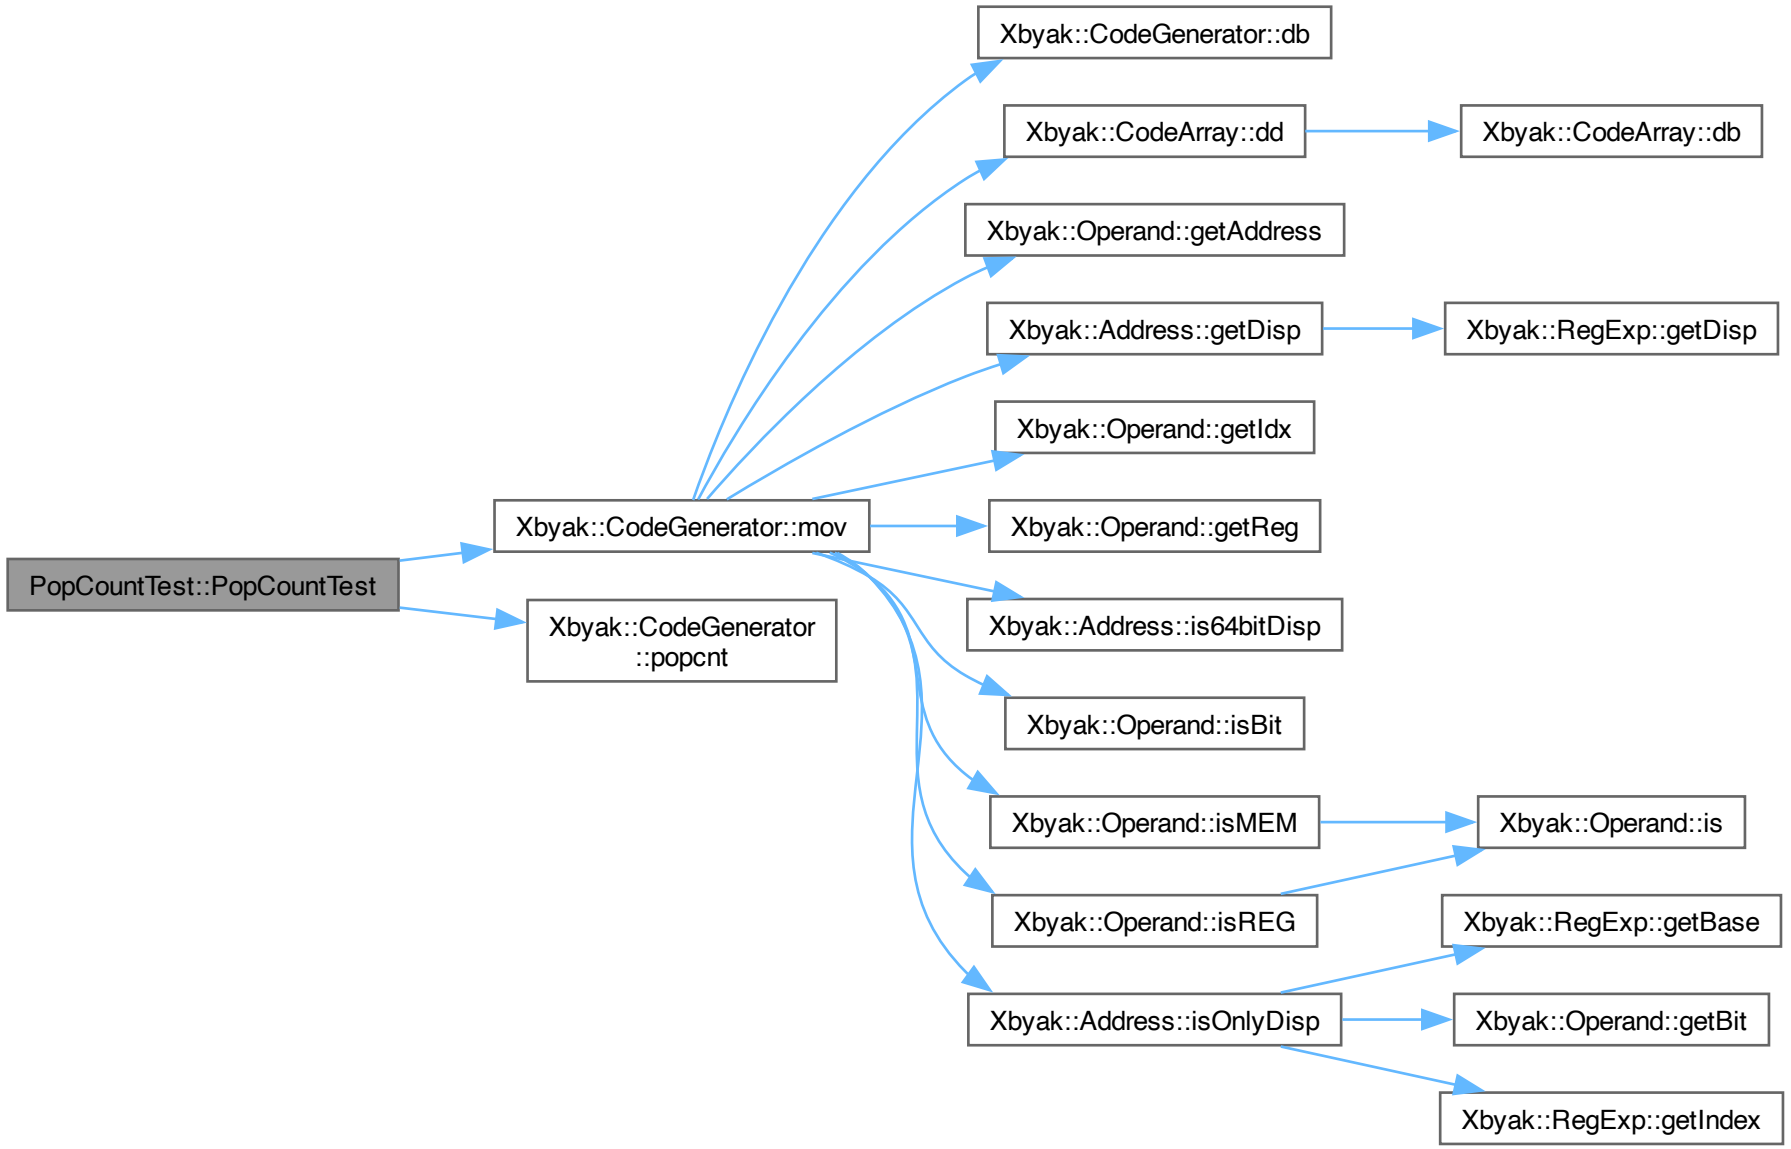 PopCountTest::PopCountTest
Xbyak::CodeGenerator::mov
Xbyak::CodeGenerator
::popcnt
Xbyak::CodeGenerator::db
Xbyak::CodeArray::dd
Xbyak::Operand::getAddress
Xbyak::Address::getDisp
Xbyak::Operand::getIdx
Xbyak::Operand::getReg
Xbyak::Address::is64bitDisp
Xbyak::Operand::isBit
Xbyak::Operand::isMEM
Xbyak::Operand::isREG
Xbyak::Address::isOnlyDisp
Xbyak::CodeArray::db
Xbyak::RegExp::getDisp
Xbyak::Operand::is
Xbyak::RegExp::getBase
Xbyak::Operand::getBit
Xbyak::RegExp::getIndex